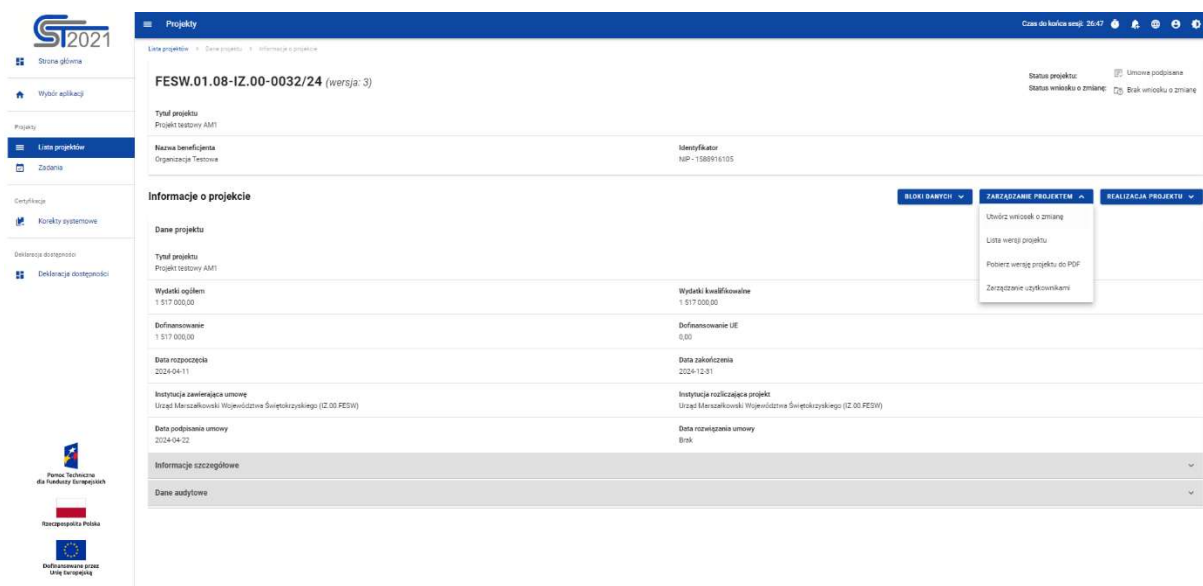 ST2021
Strona główna
Wybór aplikacji
Projekty
Lista projektów
Zadania
Certyfikacja
Korekty systemowe
Deklaracja dostępności
Deklaracja dostępności
Pomoc Techniczna
dla Funduszy Europejskich
Rzeczpospolita Polska
Dofinansowane przez
Unię Europejską
Projekty
Czas do końca sesji: 26:47
Lista projektów > Dane projektu > Informacje o projekcie
FESW.01.08-IZ.00-0032/24 (wersja: 3)
Status projektu: Umowa podpisana
Status wniosku o zmianę: Brak wniosku o zmianę
Tytuł projektu
Projekt testowy AM1
Nazwa beneficjenta
Organizacja Testowa
Identyfikator
NIP - 1588916105
Informacje o projekcie
BLOKI DANYCH
ZARZĄDZANIE PROJEKTEM
REALIZACJA PROJEKTU
Utwórz wniosek o zmianę
Lista wersji projektu
Pobierz wersję projektu do PDF
Zarządzanie użytkownikami
Dane projektu
Tytuł projektu
Projekt testowy AM1
Wydatki ogółem
1 517 000,00
Wydatki kwalifikowalne
1 517 000,00
Dofinansowanie
1 517 000,00
Dofinansowanie UE
0,00
Data rozpoczęcia
2024-04-11
Data zakończenia
2024-12-31
Instytucja zawierająca umowę
Urząd Marszałkowski Województwa Świętokrzyskiego (IZ.00.FESW)
Instytucja rozliczająca projekt
Urząd Marszałkowski Województwa Świętokrzyskiego (IZ.00.FESW)
Data podpisania umowy
2024-04-22
Data rozwiązania umowy
Brak
Informacje szczegółowe
Dane audytowe